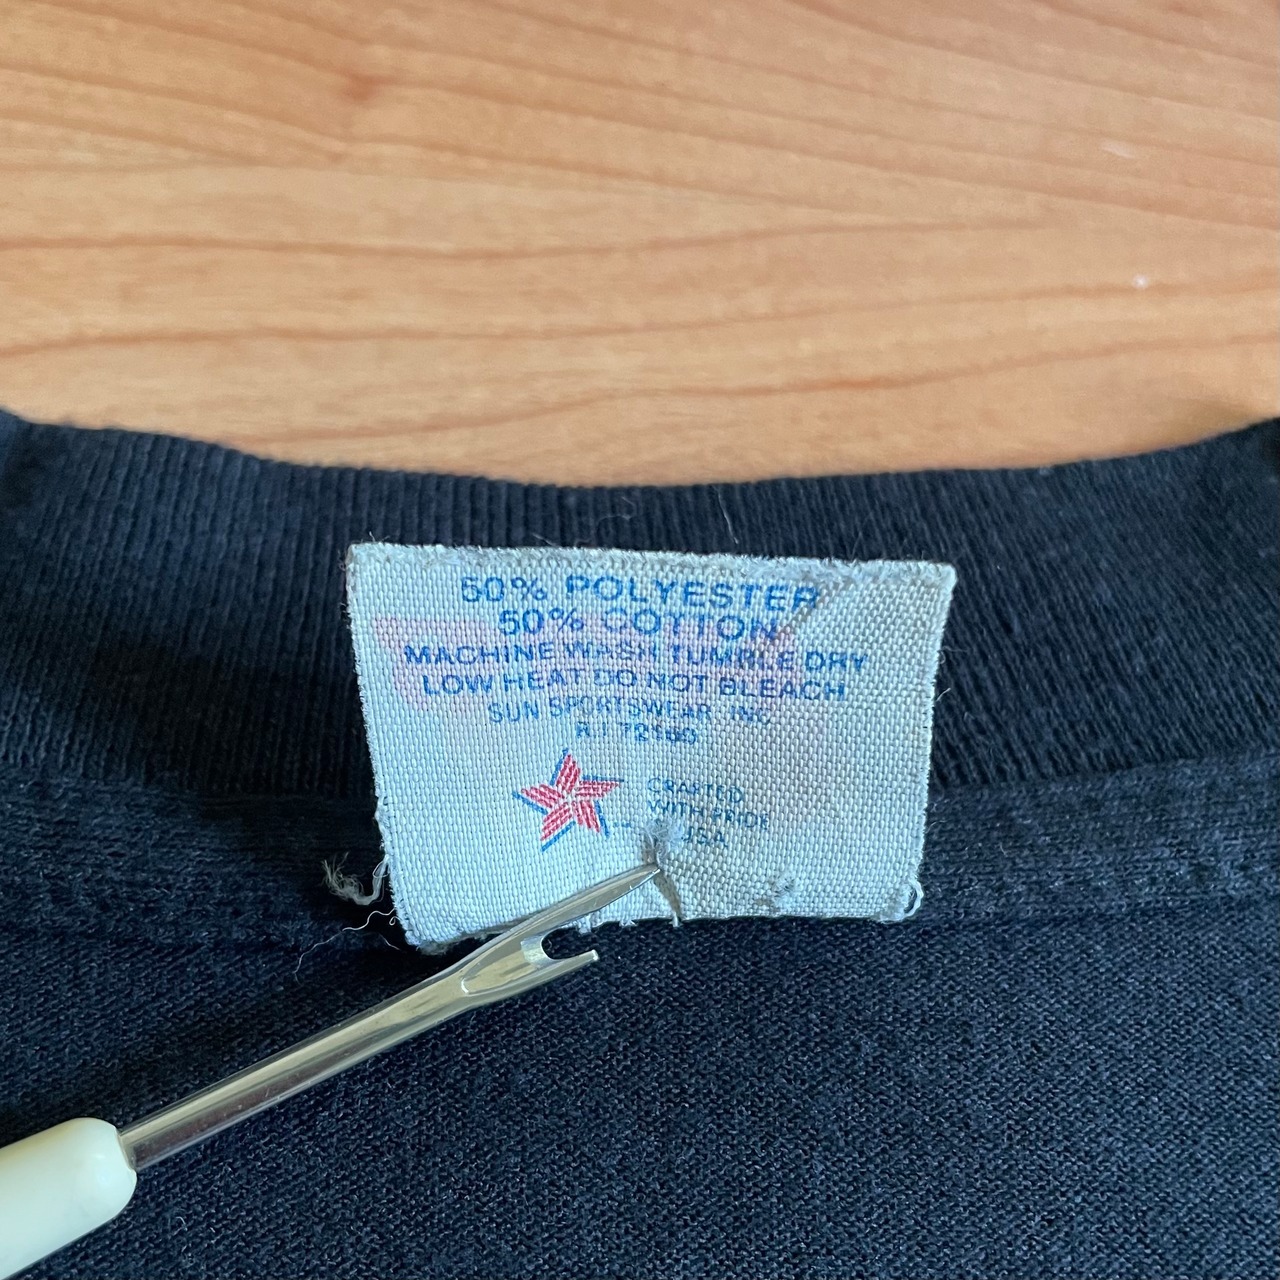 50% POLYESTER
50% COTTON
MACHINE WASH TUMBLE DRY
LOW HEAT DO NOT BLEACH
SUN SPORTSWEAR INC.
CRAFTED
WITH PRIDE
USA